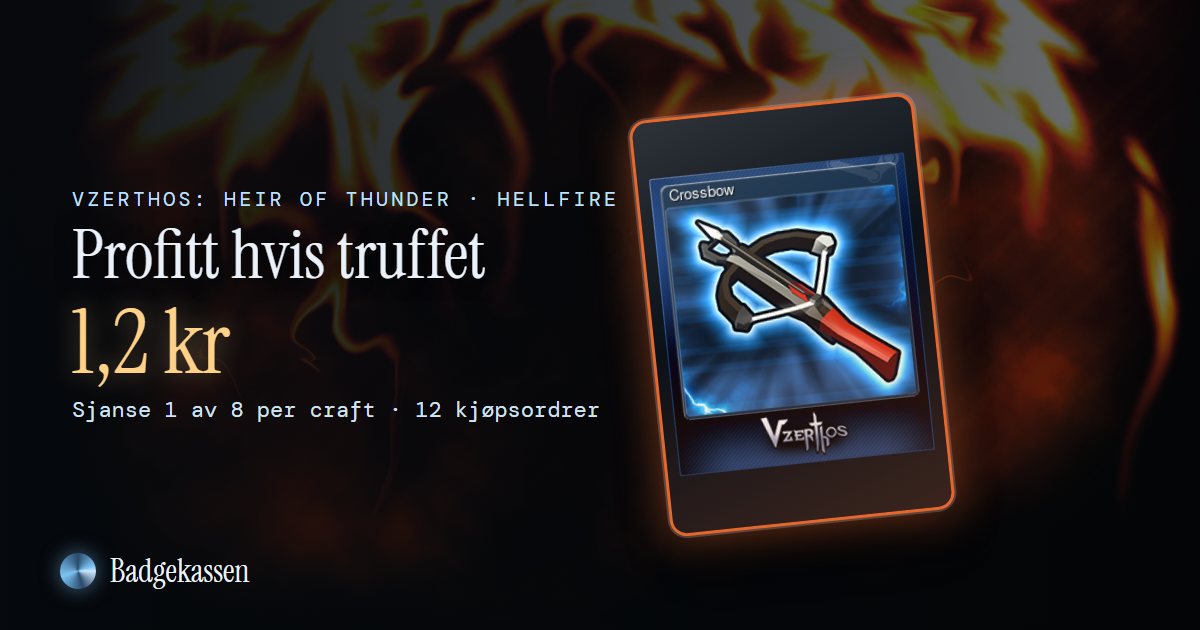 VZERTHOS: HEIR OF THUNDER · HELLFIRE
Profitt hvis truffet
1,2 kr
Sjanse 1 av 8 per craft · 12 kjøpsordrer
Crossbow
VZERTHOS
Badgekassen